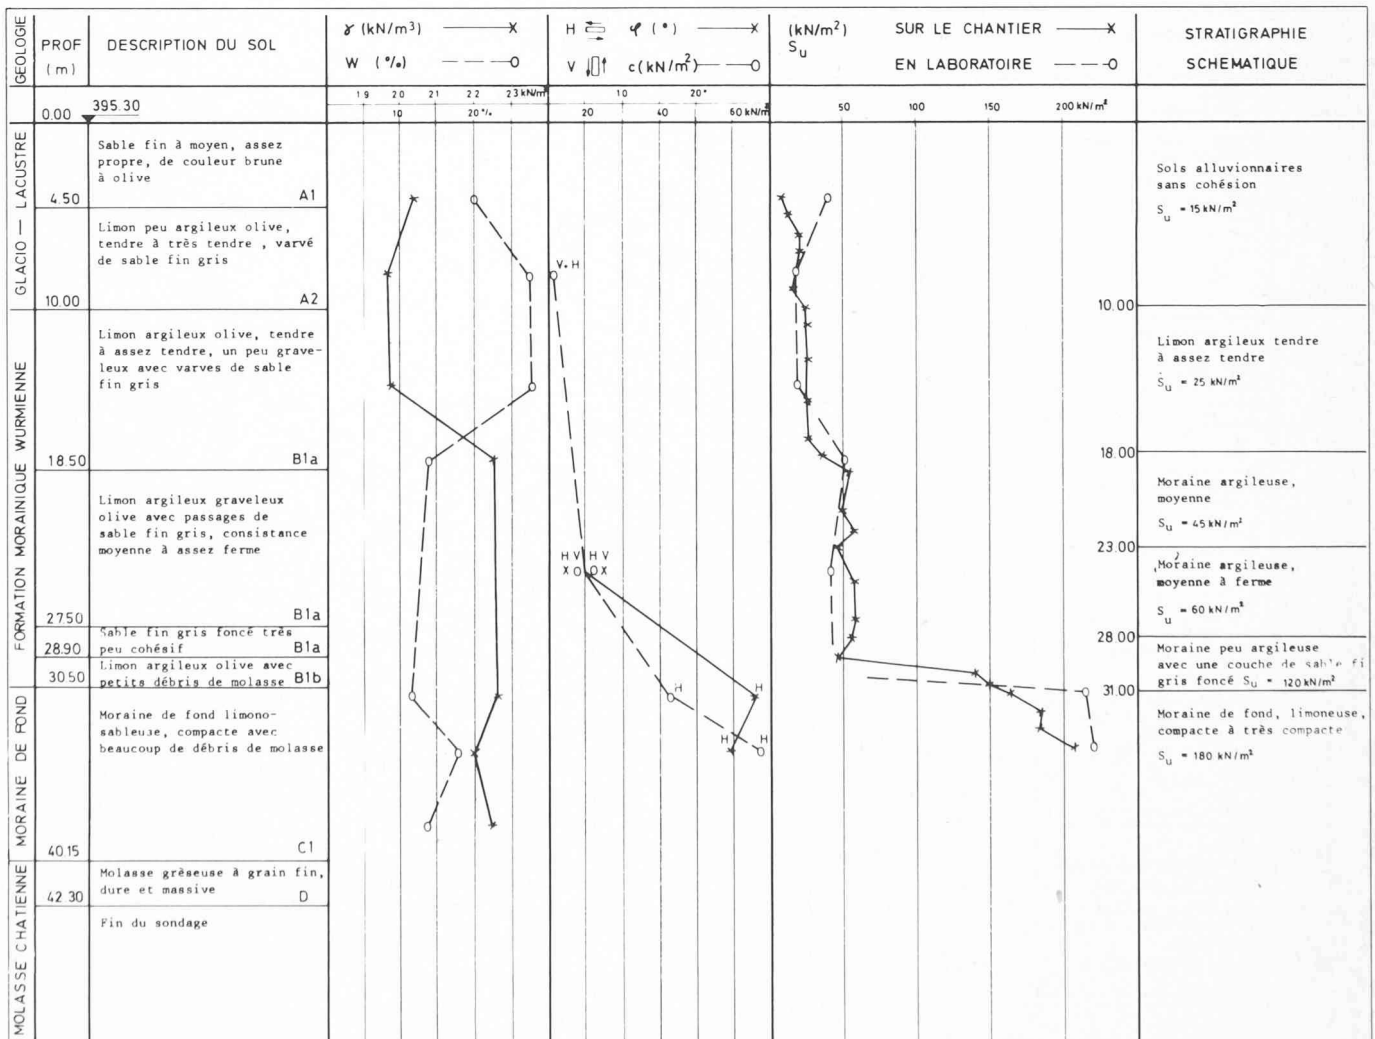 GEOLOGIE
PROF
(m)
DESCRIPTION DU SOL
γ (kN/m³) ——x
W (%) — — —o
H φ (°) ——x
V c(kN/m²)— —o
(kN/m²)
Su
SUR LE CHANTIER ——x
EN LABORATOIRE — — —o
STRATIGRAPHIE
SCHEMATIQUE
19 20 21 22 23 kN/m³
10 20 %
10 20°
20 40 60 kN/m²
50 100 150 200 kN/m²
0.00
395.30
GLACIO — LACUSTRE
Sable fin à moyen, assez
propre, de couleur brune
à olive
A1
4.50
Limon peu argileux olive,
tendre à très tendre , varvé
de sable fin gris
A2
10.00
FORMATION MORAINIQUE WURMIENNE
Limon argileux olive, tendre
à assez tendre, un peu grave-
leux avec varves de sable
fin gris
B1a
18.50
Limon argileux graveleux
olive avec passages de
sable fin gris, consistance
moyenne à assez ferme
B1a
27.50
Sable fin gris foncé très
peu cohésif
B1a
28.90
Limon argileux olive avec
petits débris de molasse B1b
30.50
MORAINE DE FOND
Moraine de fond limono-
sableuse, compacte avec
beaucoup de débris de molasse
C1
40.15
MOLASSE CHATIENNE
Molasse grèseuse à grain fin,
dure et massive
D
42.30
Fin du sondage
V+H
H V H V
X O O X
H
H
H
H
Sols alluvionnaires
sans cohésion
Su = 15 kN/m²
10.00
Limon argileux tendre
à assez tendre
Su = 25 kN/m²
18.00
Moraine argileuse,
moyenne
Su = 45 kN/m²
23.00
Moraine argileuse,
moyenne à ferme
Su = 60 kN/m²
28.00
Moraine peu argileuse
avec une couche de sable fi
gris foncé Su = 120 kN/m²
31.00
Moraine de fond, limoneuse,
compacte à très compacte
Su = 180 kN/m²